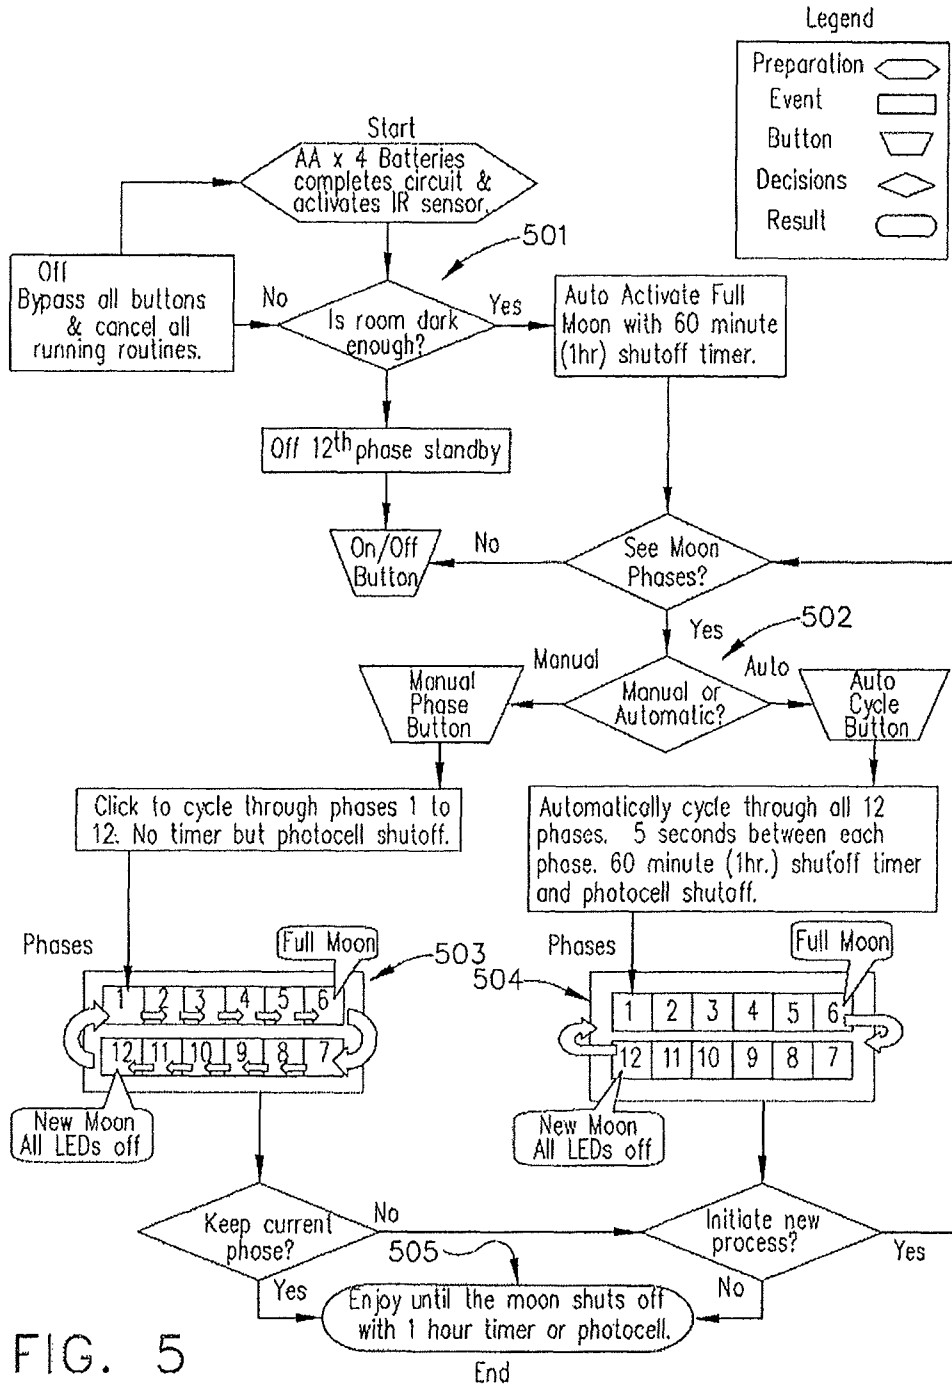 Legend
Preparation
Event
Button
Decisions
Result
Start
AA x 4 Batteries
completes circuit &
activates IR sensor.
501
Off
Bypass all buttons
& cancel all
running routines.
No
Is room dark
enough?
Yes
Auto Activate Full
Moon with 60 minute
(1hr) shutoff timer.
Off 12th phase standby
On/Off
Button
No
See Moon
Phases?
Yes
502
Manual
Manual
Phase
Button
Manual or
Automatic?
Auto
Auto
Cycle
Button
Click to cycle through phases 1 to
12. No timer but photocell shutoff.
Automatically cycle through all 12
phases. 5 seconds between each
phase. 60 minute (1hr.) shutoff timer
and photocell shutoff.
Phases
Full Moon
503
1 2 3 4 5 6
12 11 10 9 8 7
New Moon
All LEDs off
Phases
Full Moon
504
1 2 3 4 5 6
12 11 10 9 8 7
New Moon
All LEDs off
Keep current
phase?
No
Yes
505
Initiate new
process?
Yes
No
Enjoy until the moon shuts off
with 1 hour timer or photocell.
End
FIG. 5